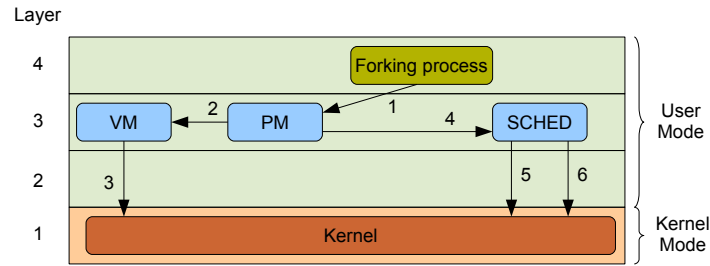 Layer
4
Forking process
1
User
Mode
3
VM
2
PM
4
SCHED
2
3
5
6
1
Kernel
Kernel
Mode